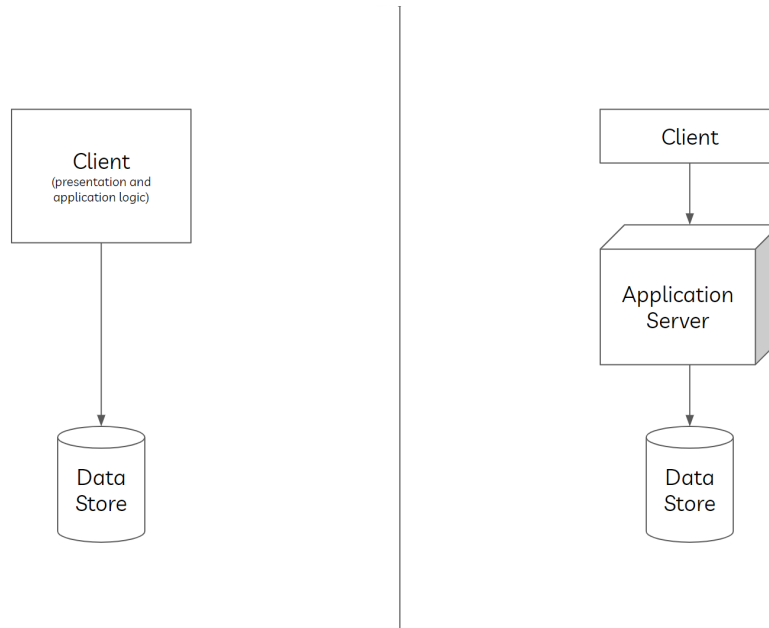 Client
(presentation and
application logic)
Data
Store
Client
Application
Server
Data
Store